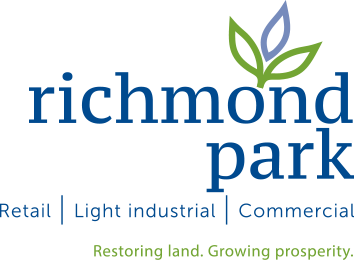 richmond
park
Retail | Light industrial | Commercial
Restoring land. Growing prosperity.